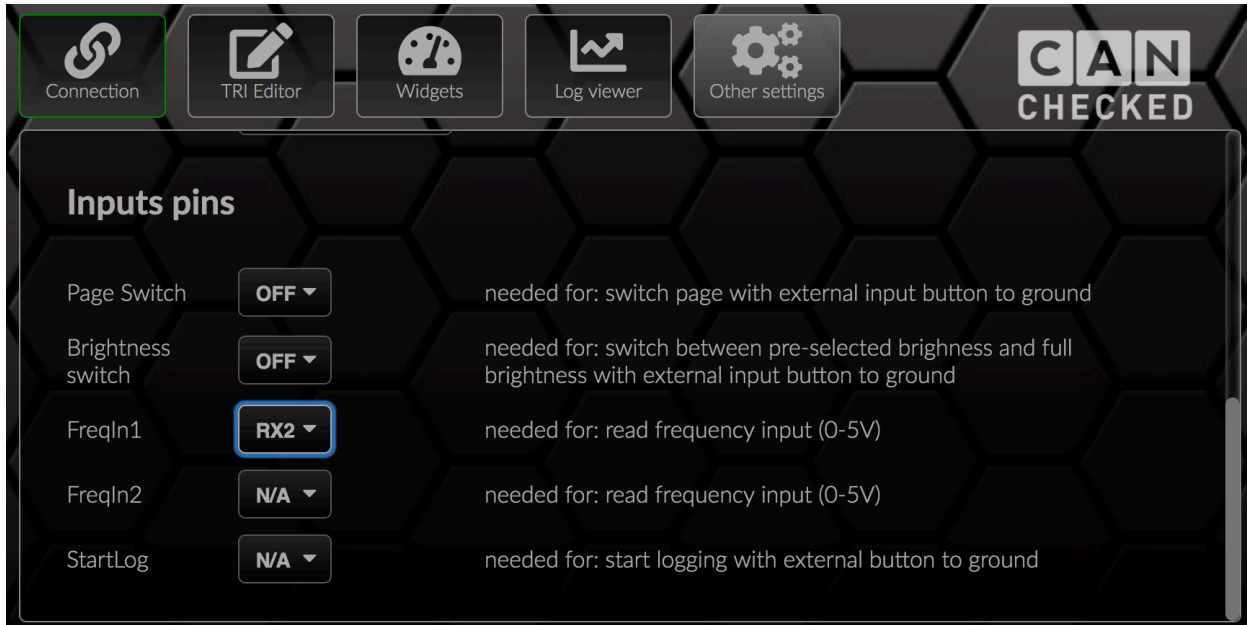 Connection
TRI Editor
Widgets
Log viewer
Other settings
CAN
CHECKED
Inputs pins
Page Switch
OFF
needed for: switch page with external input button to ground
Brightness
switch
OFF
needed for: switch between pre-selected brighness and full
brightness with external input button to ground
FreqIn1
RX2
needed for: read frequency input (0-5V)
FreqIn2
N/A
needed for: read frequency input (0-5V)
StartLog
N/A
needed for: start logging with external button to ground